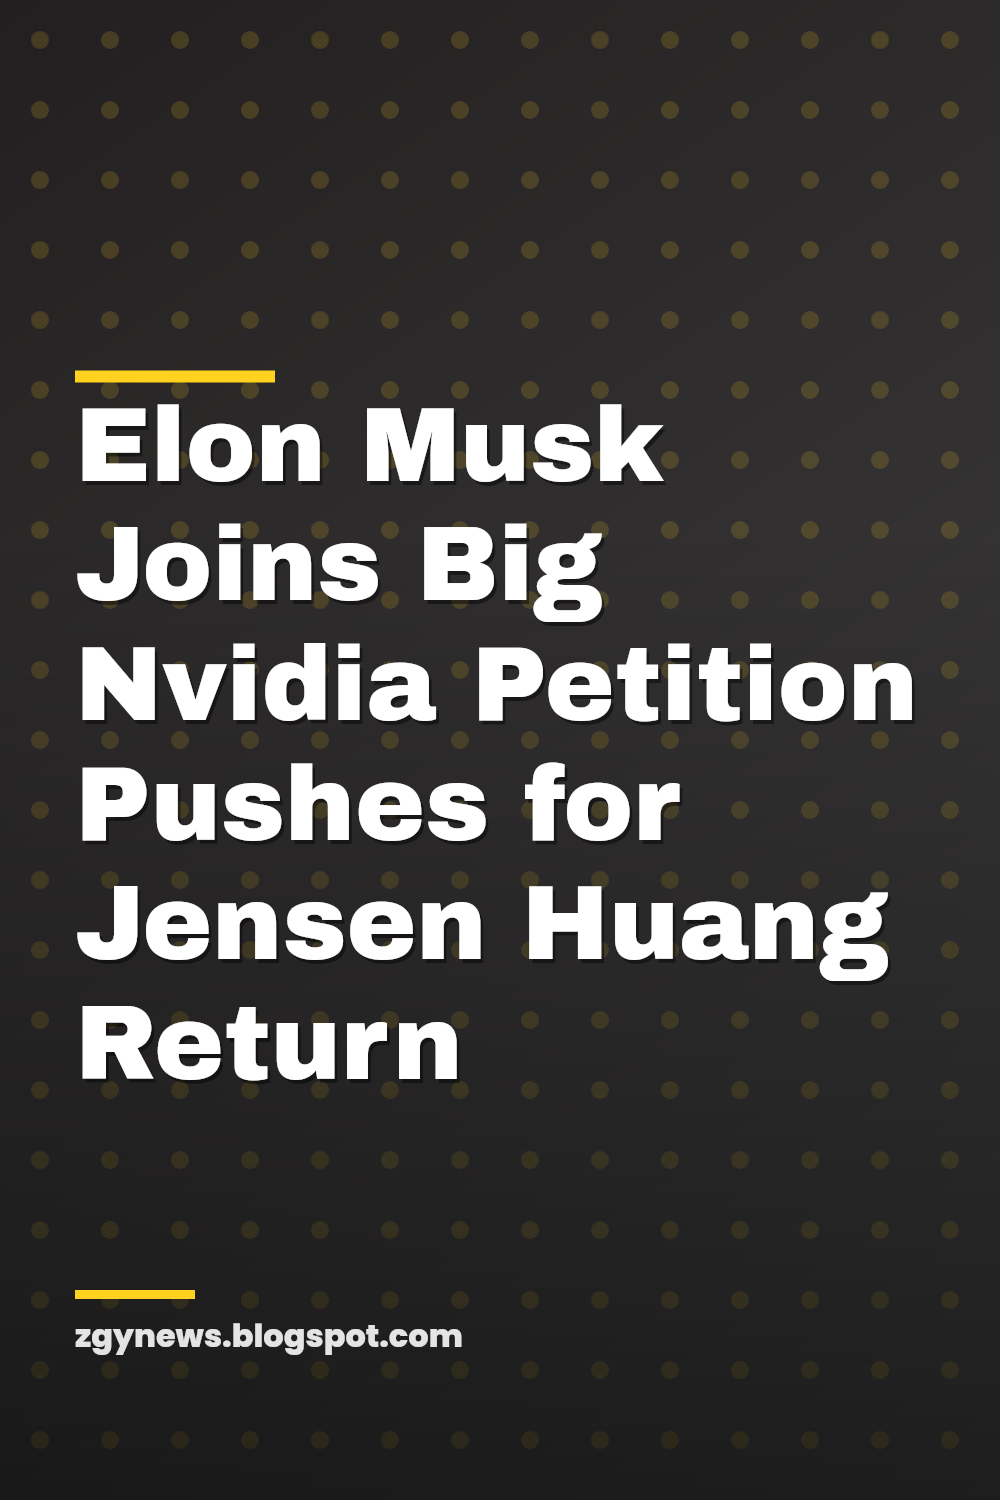 Elon Musk
Joins Big
Nvidia Petition
Pushes for
Jensen Huang
Return
zgynews.blogspot.com